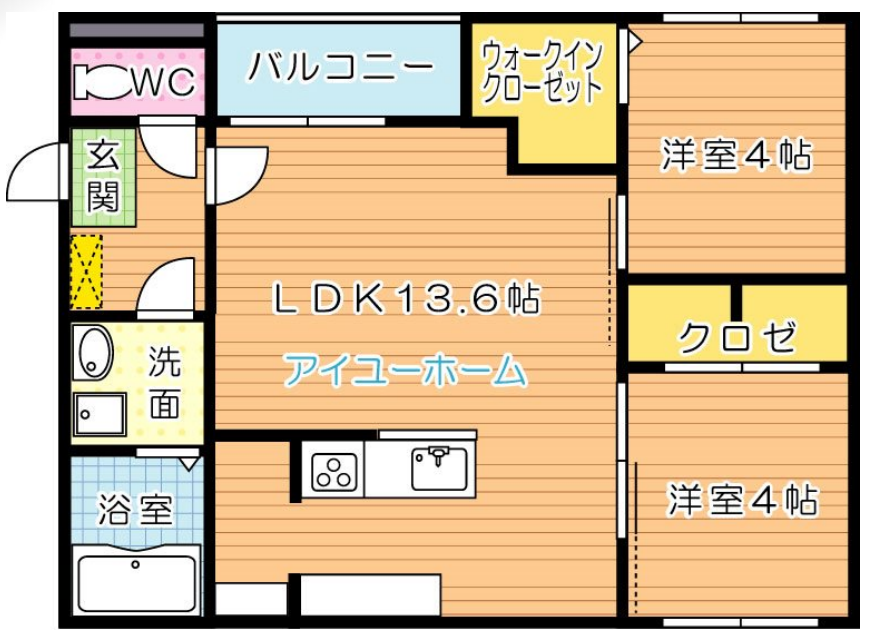 WC
バルコニー
ウォークイン
クローゼット
洋室4帖
玄
関
LDK13.6帖
アイユーホーム
クロゼ
洗
面
洋室4帖
浴室